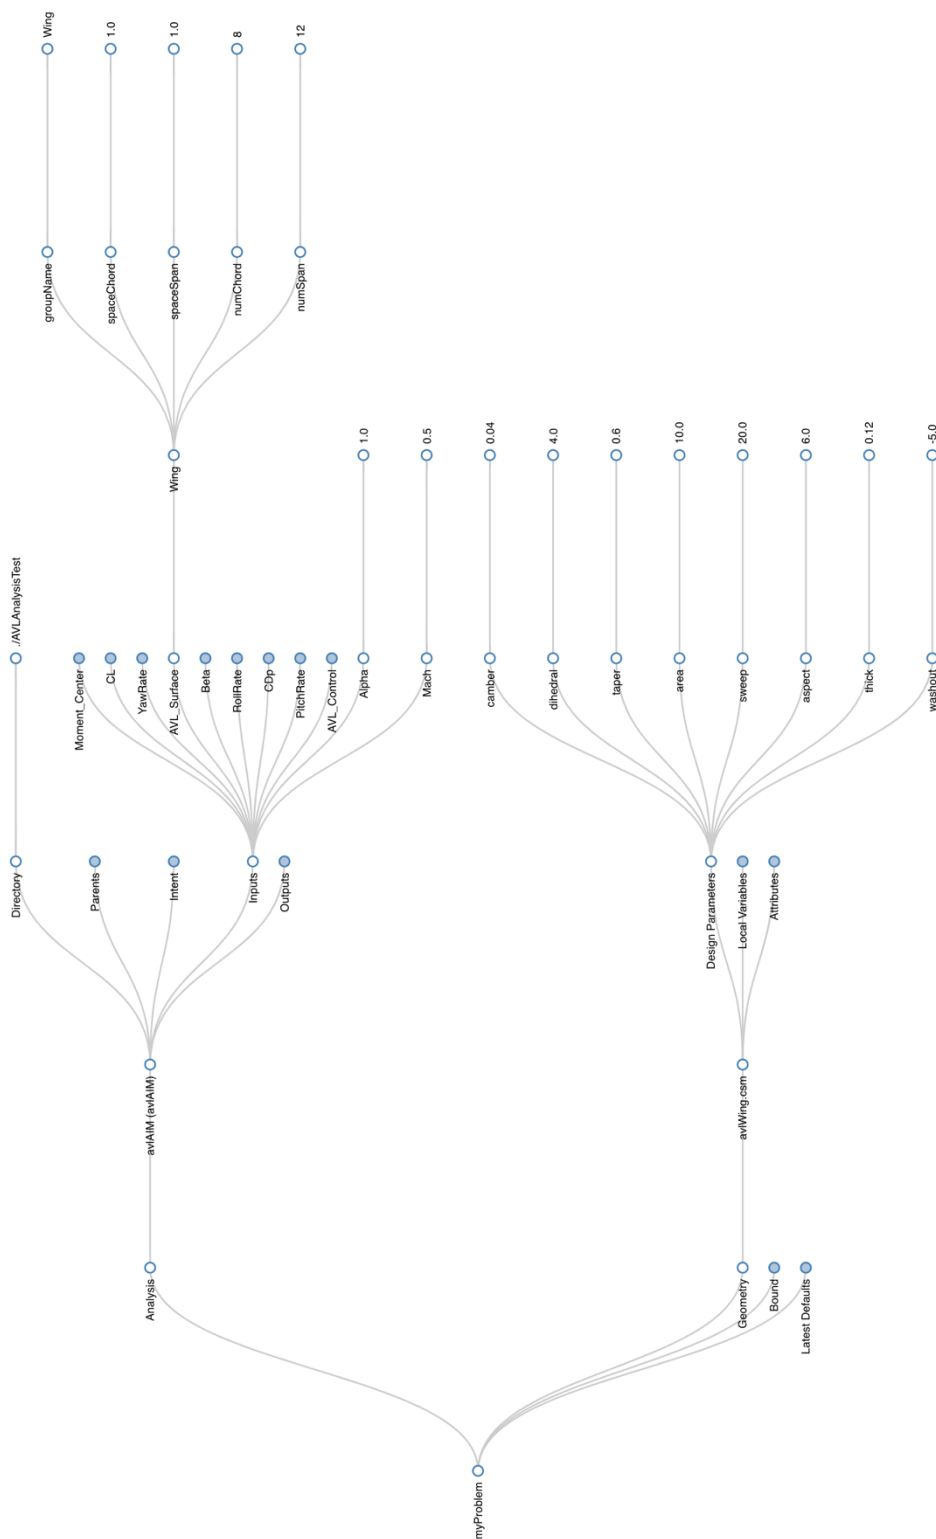 myProblem
Analysis
avlAIM (avlAIM)
Directory
./AVLAnalysisTest
Parents
Intent
Inputs
Moment_Center
CL
YawRate
AVL_Surface
Wing
groupName
Wing
spaceChord
1.0
spaceSpan
1.0
numChord
8
numSpan
12
Beta
RollRate
CDp
PitchRate
AVL_Control
Alpha
1.0
Mach
0.5
Outputs
Geometry
avlWing.csm
Design Parameters
camber
0.04
dihedral
4.0
taper
0.6
area
10.0
sweep
20.0
aspect
6.0
thick
0.12
washout
-5.0
Local Variables
Attributes
Bound
Latest Defaults